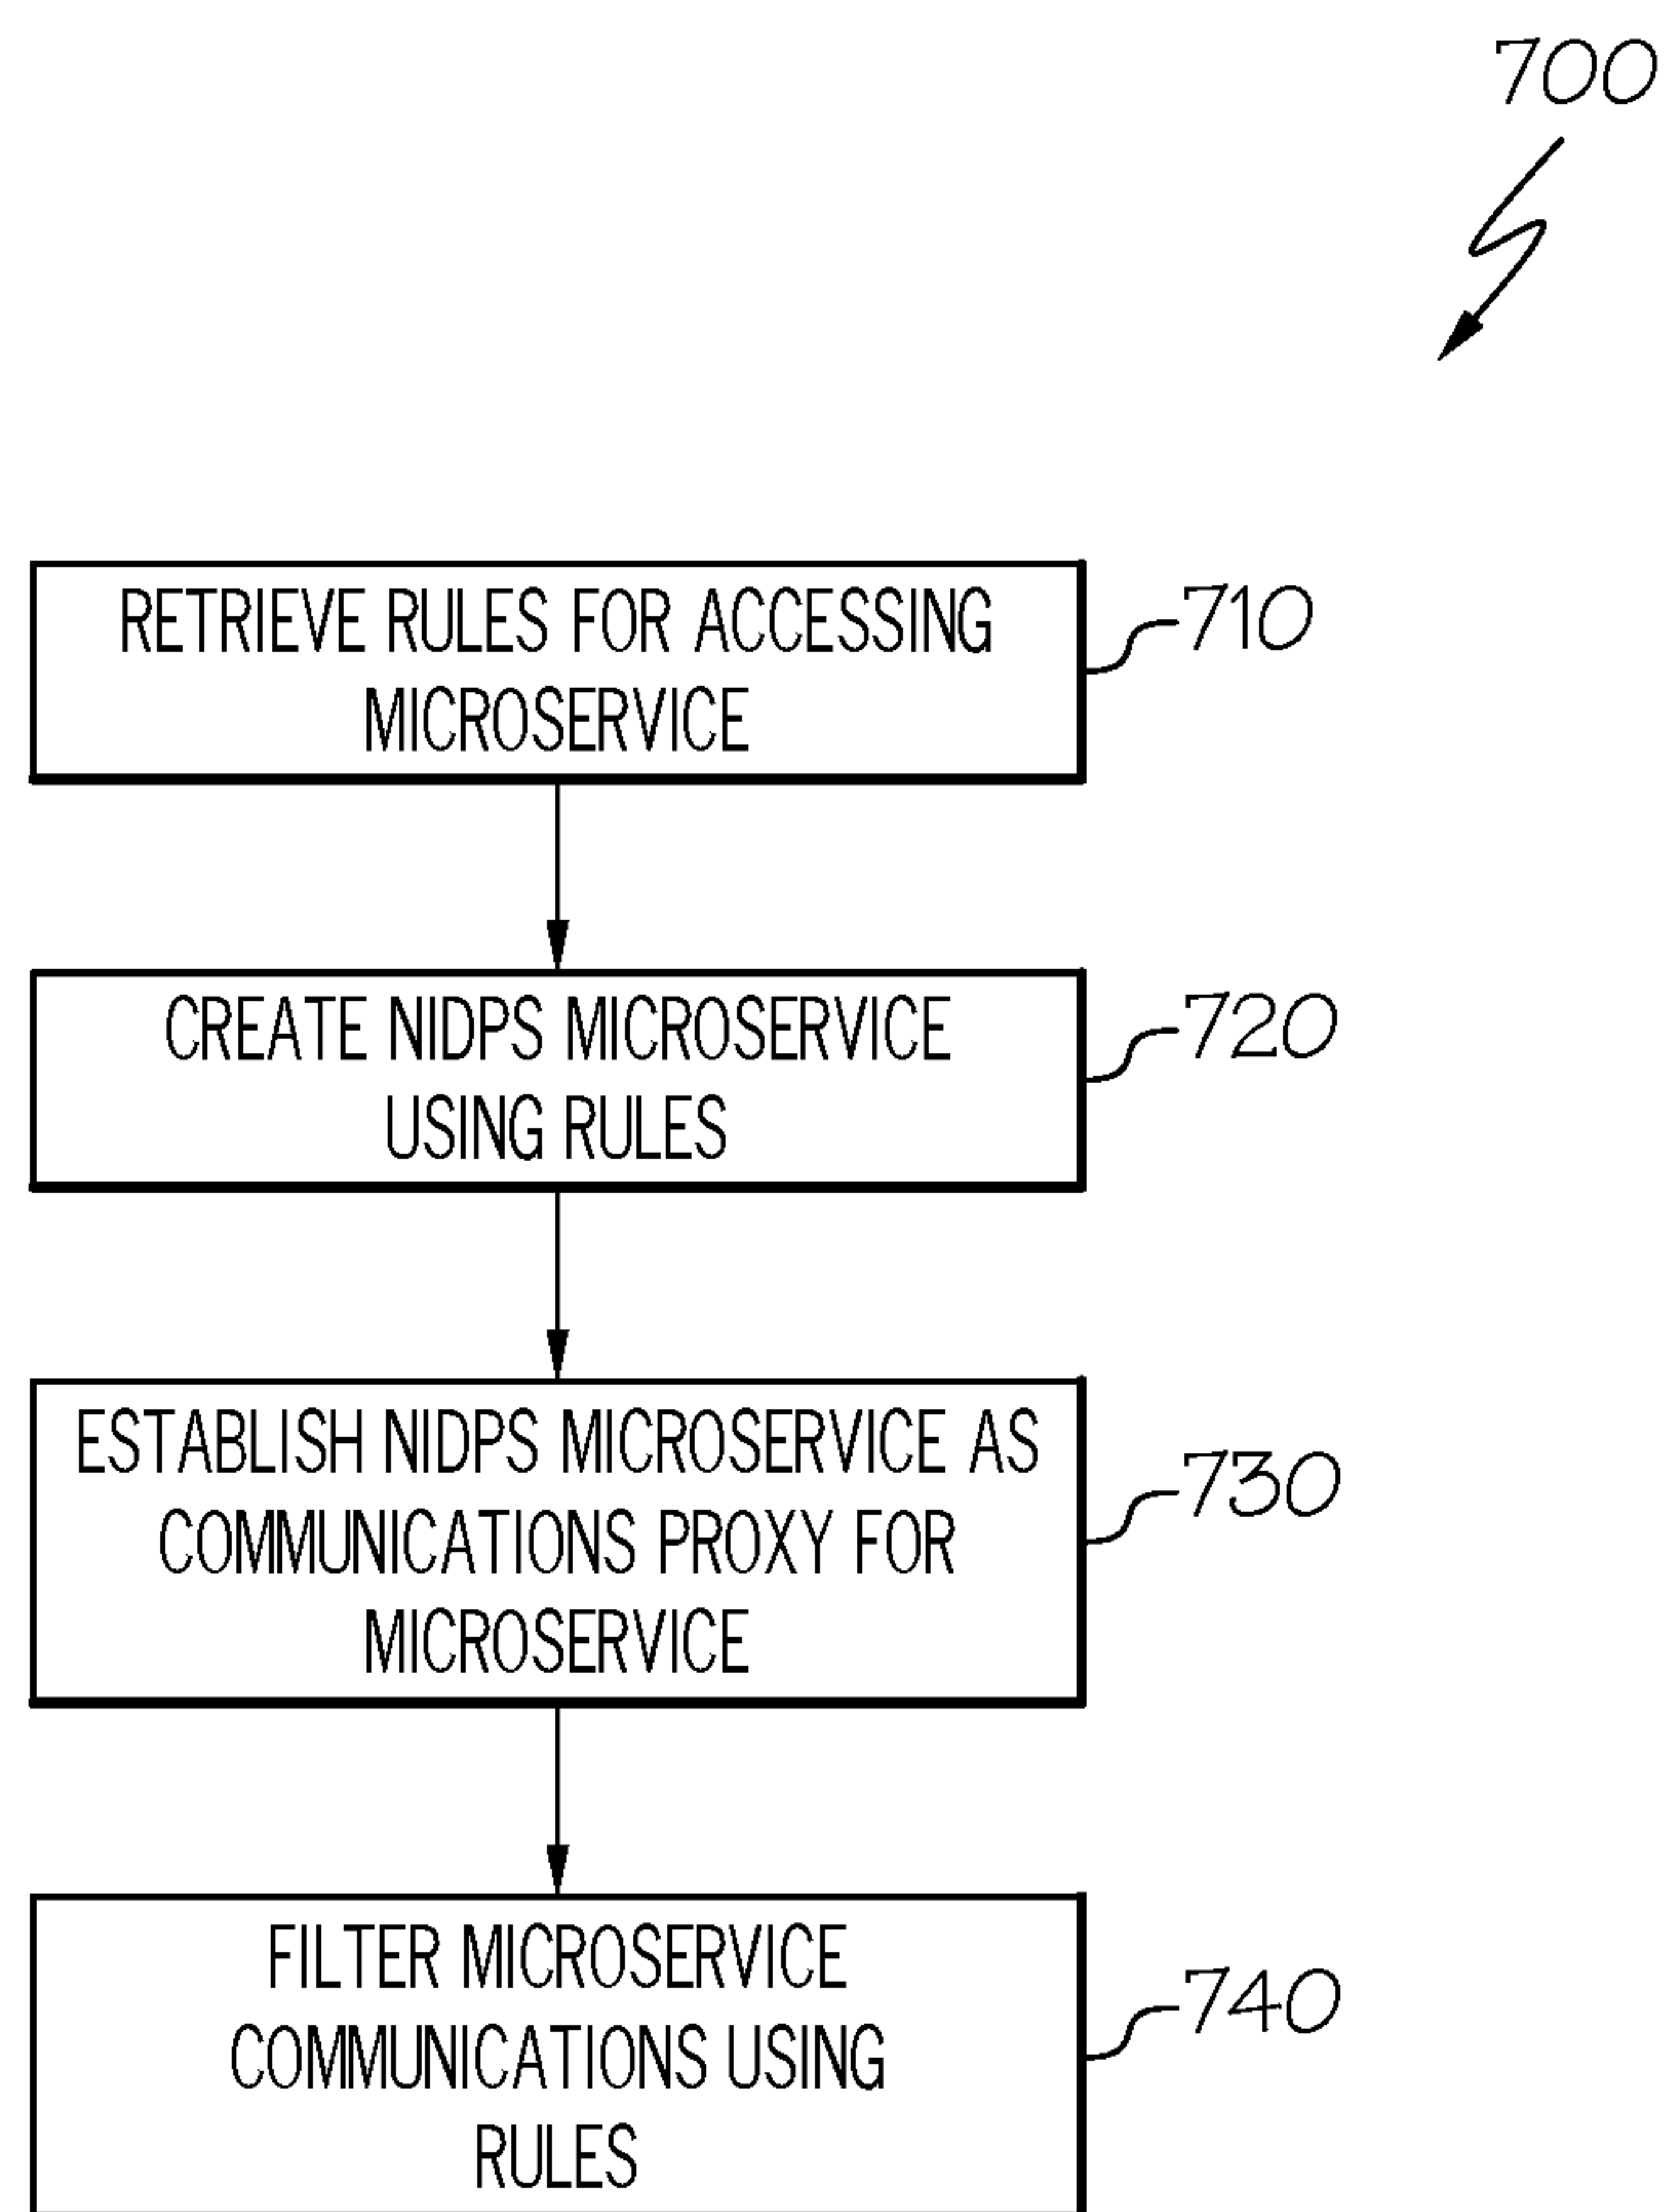 700
RETRIEVE RULES FOR ACCESSING
MICROSERVICE
710
CREATE NIDPS MICROSERVICE
USING RULES
720
ESTABLISH NIDPS MICROSERVICE AS
COMMUNICATIONS PROXY FOR
MICROSERVICE
730
FILTER MICROSERVICE
COMMUNICATIONS USING
RULES
740